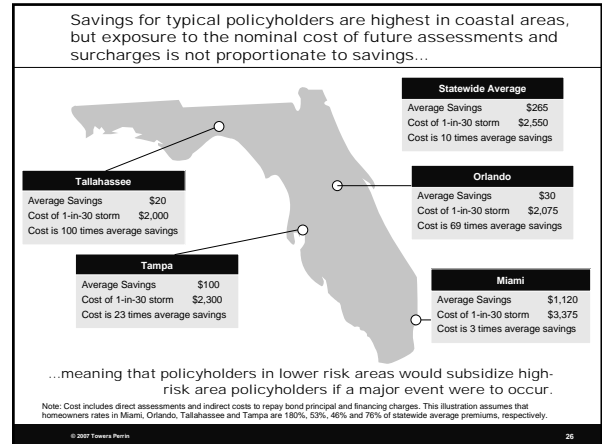 Savings for typical policyholders are highest in coastal areas,
but exposure to the nominal cost of future assessments and
surcharges is not proportionate to savings...
Statewide Average
Average Savings $265
Cost of 1-in-30 storm $2,550
Cost is 10 times average savings
Tallahassee
Average Savings $20
Cost of 1-in-30 storm $2,000
Cost is 100 times average savings
Orlando
Average Savings $30
Cost of 1-in-30 storm $2,075
Cost is 69 times average savings
Tampa
Average Savings $100
Cost of 1-in-30 storm $2,300
Cost is 23 times average savings
Miami
Average Savings $1,120
Cost of 1-in-30 storm $3,375
Cost is 3 times average savings
...meaning that policyholders in lower risk areas would subsidize high-
risk area policyholders if a major event were to occur.
Note: Cost includes direct assessments and indirect costs to repay bond principal and financing charges. This illustration assumes that
homeowners rates in Miami, Orlando, Tallahassee and Tampa are 180%, 53%, 46% and 76% of statewide average premiums, respectively.
© 2007 Towers Perrin 26